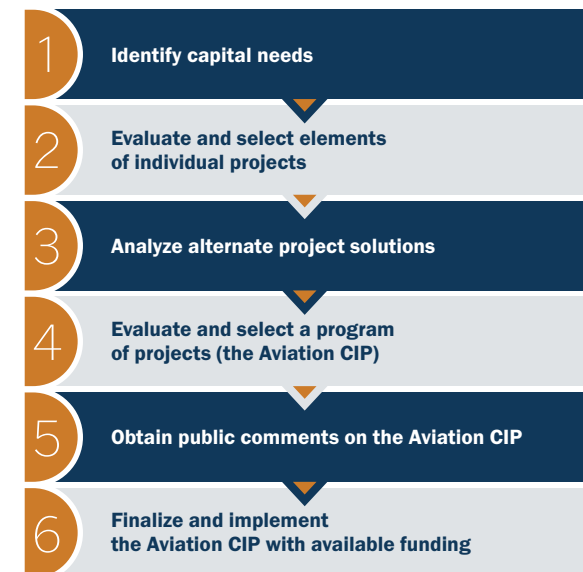 1
Identify capital needs
2
Evaluate and select elements
of individual projects
3
Analyze alternate project solutions
4
Evaluate and select a program
of projects (the Aviation CIP)
5
Obtain public comments on the Aviation CIP
6
Finalize and implement
the Aviation CIP with available funding